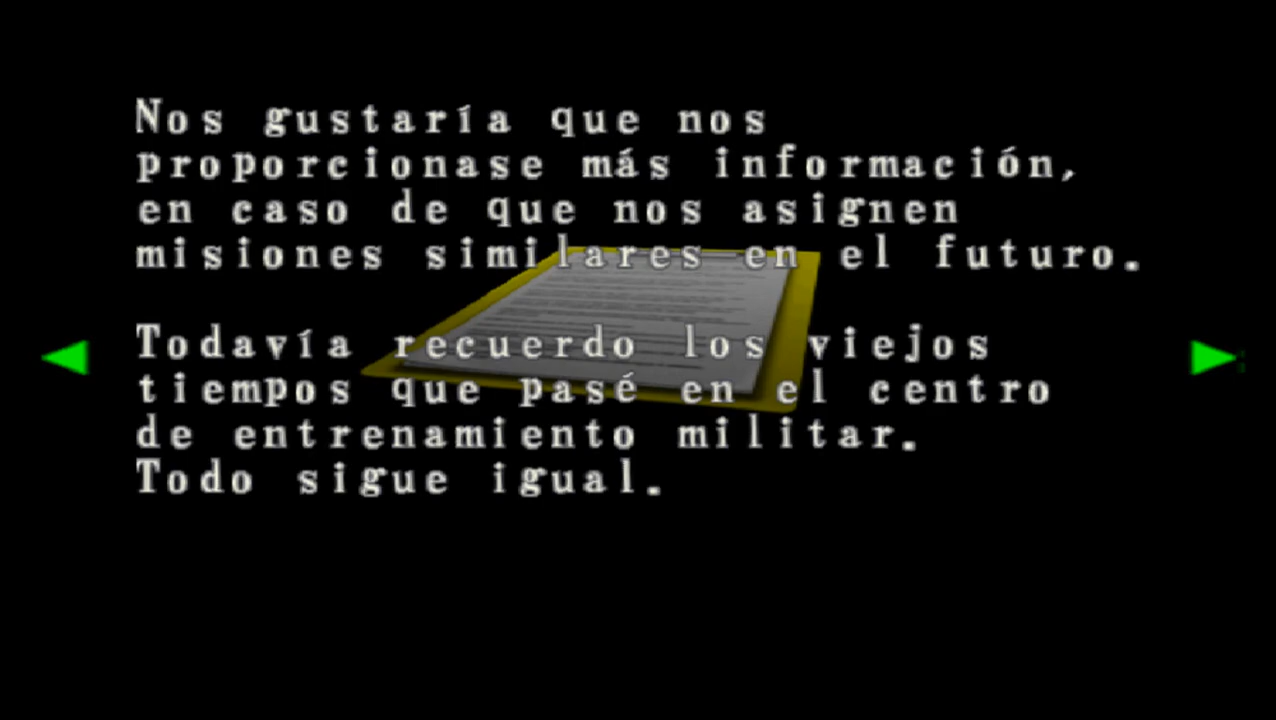 Nos gustaría que nos
proporcionase más información,
en caso de que nos asignen
misiones similares en el futuro.
Todavía recuerdo los viejos
tiempos que pasé en el centro
de entrenamiento militar.
Todo sigue igual.